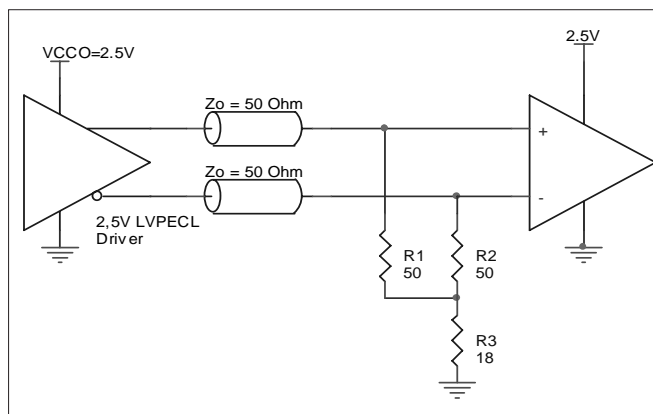 VCCO=2.5V
2.5V
Zo = 50 Ohm
+
Zo = 50 Ohm
-
2,5V LVPECL
Driver
R1
50
R2
50
R3
18